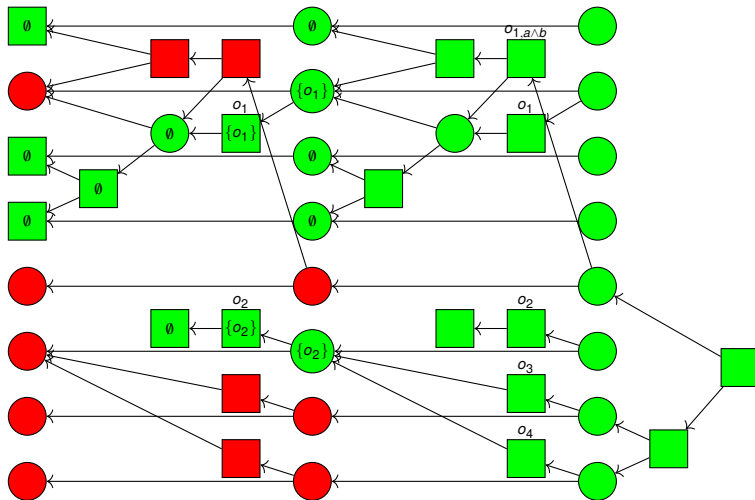 ∅ ∅ o₁,ₐ∧b
{o₁}
o₁ o₁
∅ {o₁}
∅ ∅
∅
∅ ∅
o₂ o₂
∅ {o₂}
{o₂}
o₃
o₄